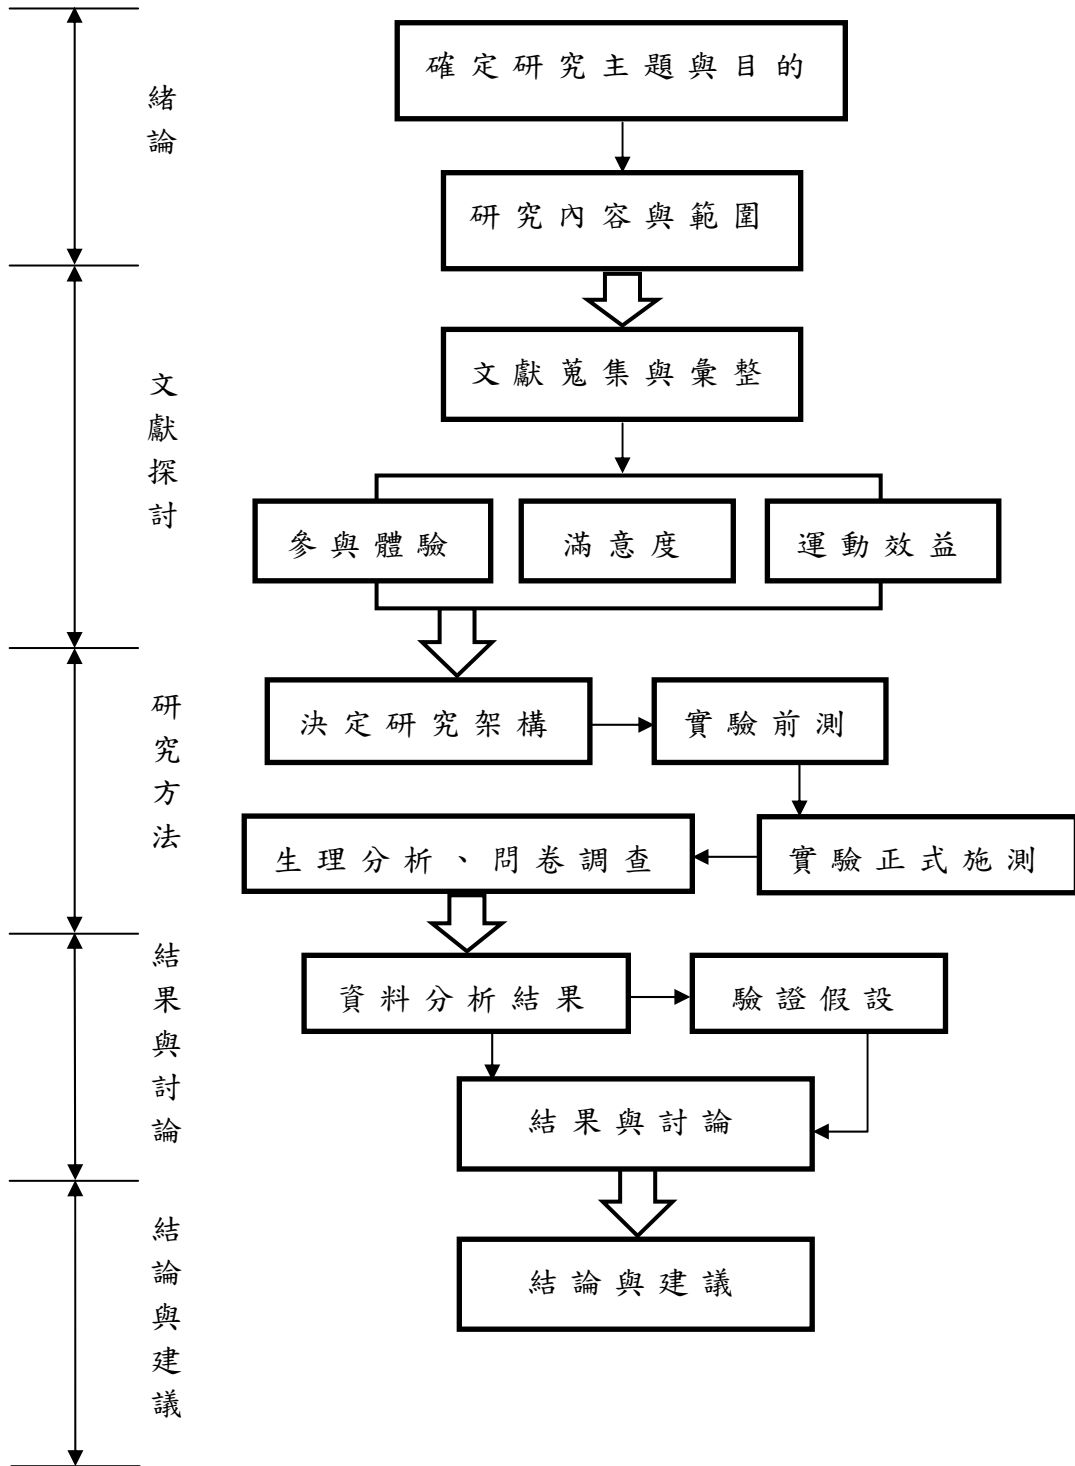 緒論
確定研究主題與目的
研究內容與範圍
文獻探討
文獻蒐集與彙整
參與體驗
滿意度
運動效益
研究方法
決定研究架構
實驗前測
生理分析、問卷調查
實驗正式施測
結果與討論
資料分析結果
驗證假設
結果與討論
結論與建議
結論與建議